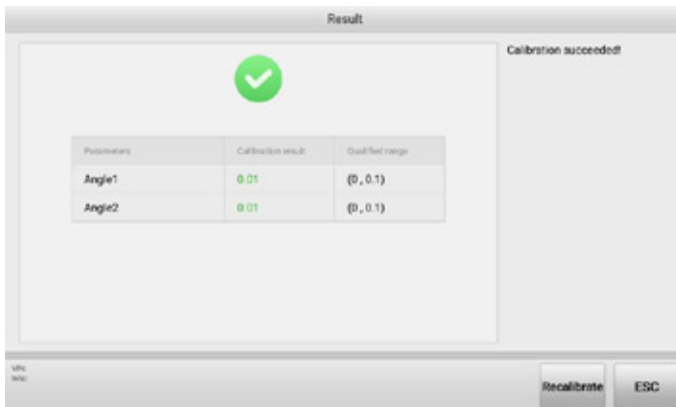 Result
Calibration succeeded!
Parameters Calibration result Qualified range
Angle1 0.01 (0 , 0.1)
Angle2 0.01 (0 , 0.1)
Recalibrate ESC